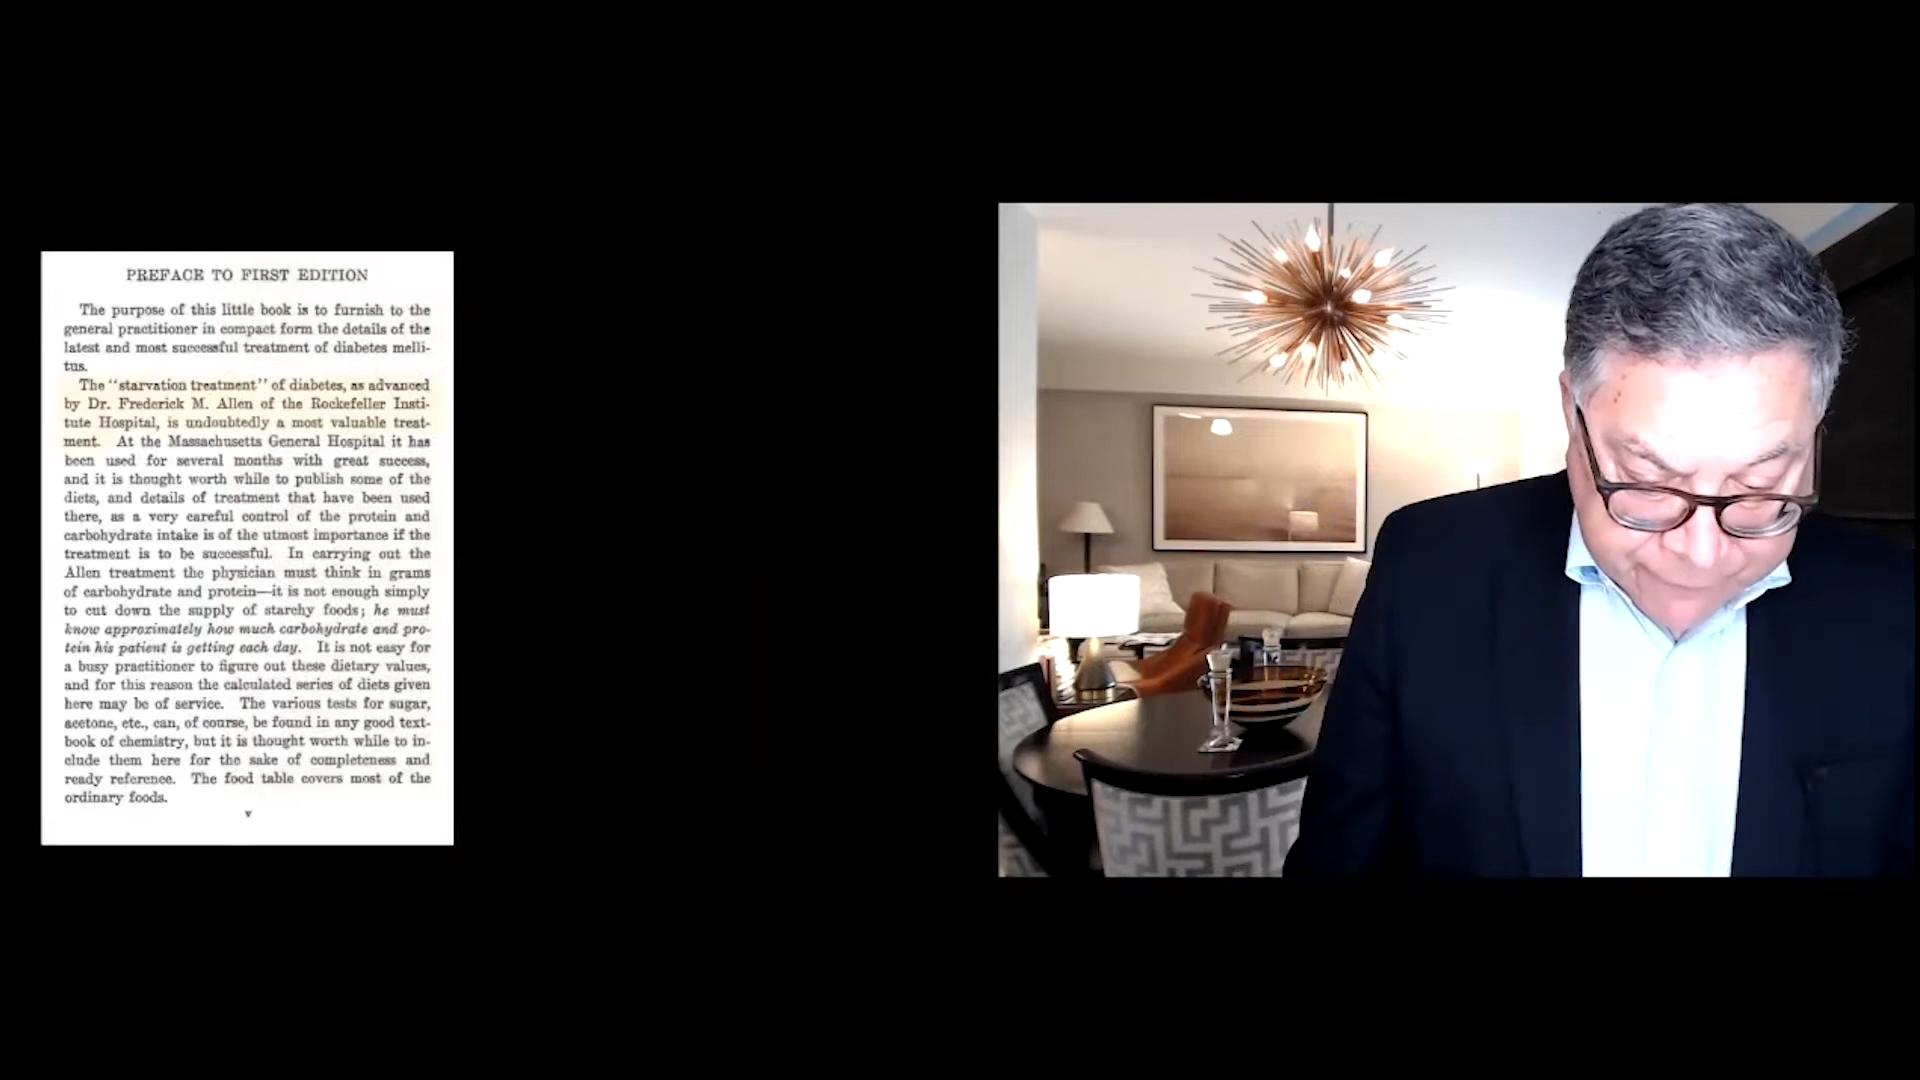 PREFACE TO FIRST EDITION
The purpose of this little book is to furnish to the
general practitioner in compact form the details of the
latest and most successful treatment of diabetes melli-
tus.
The "starvation treatment" of diabetes, as advanced
by Dr. Frederick M. Allen of the Rockefeller Insti-
tute Hospital, is undoubtedly a most valuable treat-
ment. At the Massachusetts General Hospital it has
been used for several months with great success,
and it is thought worth while to publish some of the
diets, and details of treatment that have been used
there, as a very careful control of the protein and
carbohydrate intake is of the utmost importance if the
treatment is to be successful. In carrying out the
Allen treatment the physician must think in grams
of carbohydrate and protein—it is not enough simply
to cut down the supply of starchy foods; he must
know approximately how much carbohydrate and pro-
tein his patient is getting each day. It is not easy for
a busy practitioner to figure out these dietary values,
and for this reason the calculated series of diets given
here may be of service. The various tests for sugar,
acetone, etc., can, of course, be found in any good text-
book of chemistry, but it is thought worth while to in-
clude them here for the sake of completeness and
ready reference. The food table covers most of the
ordinary foods.
v